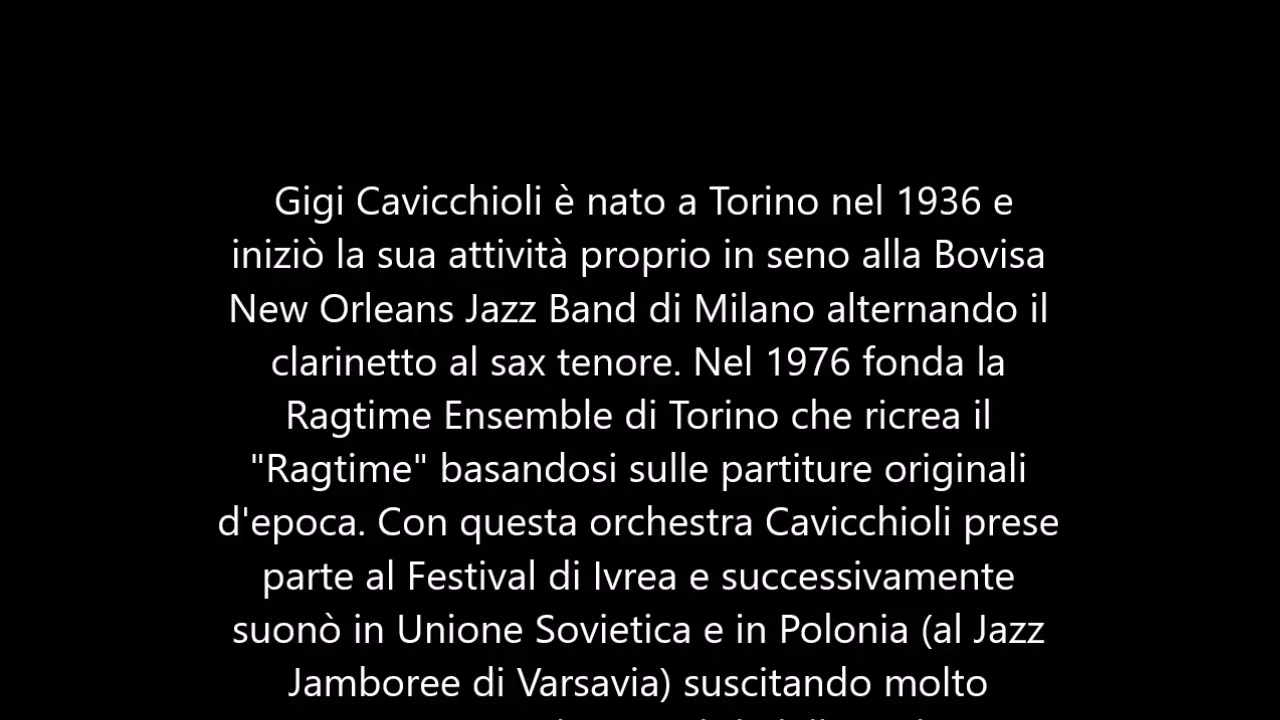 Gigi Cavicchioli è nato a Torino nel 1936 e
iniziò la sua attività proprio in seno alla Bovisa
New Orleans Jazz Band di Milano alternando il
clarinetto al sax tenore. Nel 1976 fonda la
Ragtime Ensemble di Torino che ricrea il
"Ragtime" basandosi sulle partiture originali
d'epoca. Con questa orchestra Cavicchioli prese
parte al Festival di Ivrea e successivamente
suonò in Unione Sovietica e in Polonia (al Jazz
Jamboree di Varsavia) suscitando molto